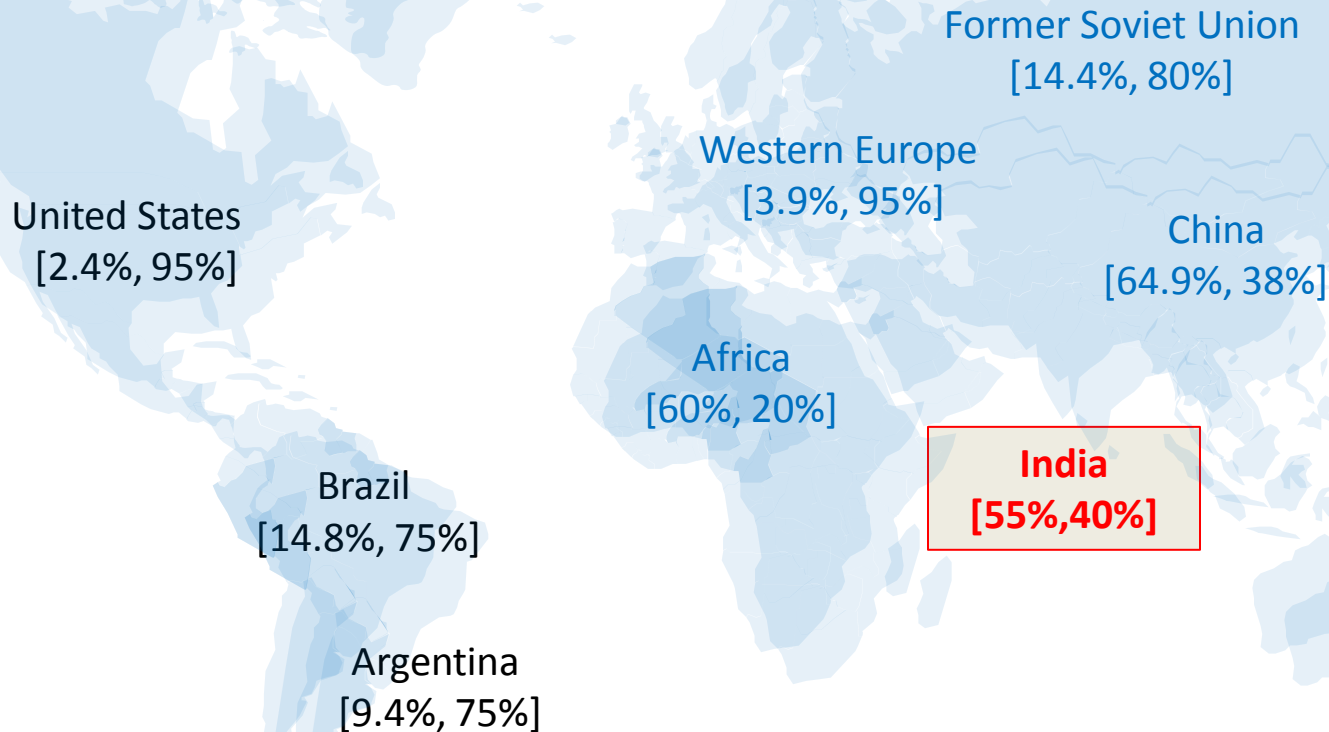 Former Soviet Union
[14.4%, 80%]
Western Europe
[3.9%, 95%]
United States
[2.4%, 95%]
China
[64.9%, 38%]
Africa
[60%, 20%]
India
[55%,40%]
Brazil
[14.8%, 75%]
Argentina
[9.4%, 75%]